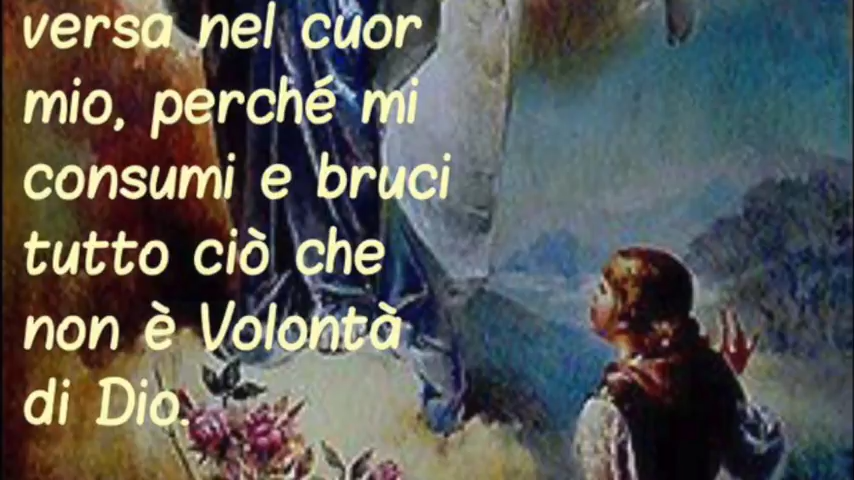 versa nel cuor
mio, perché mi
consumi e bruci
tutto ciò che
non è Volontà
di Dio.